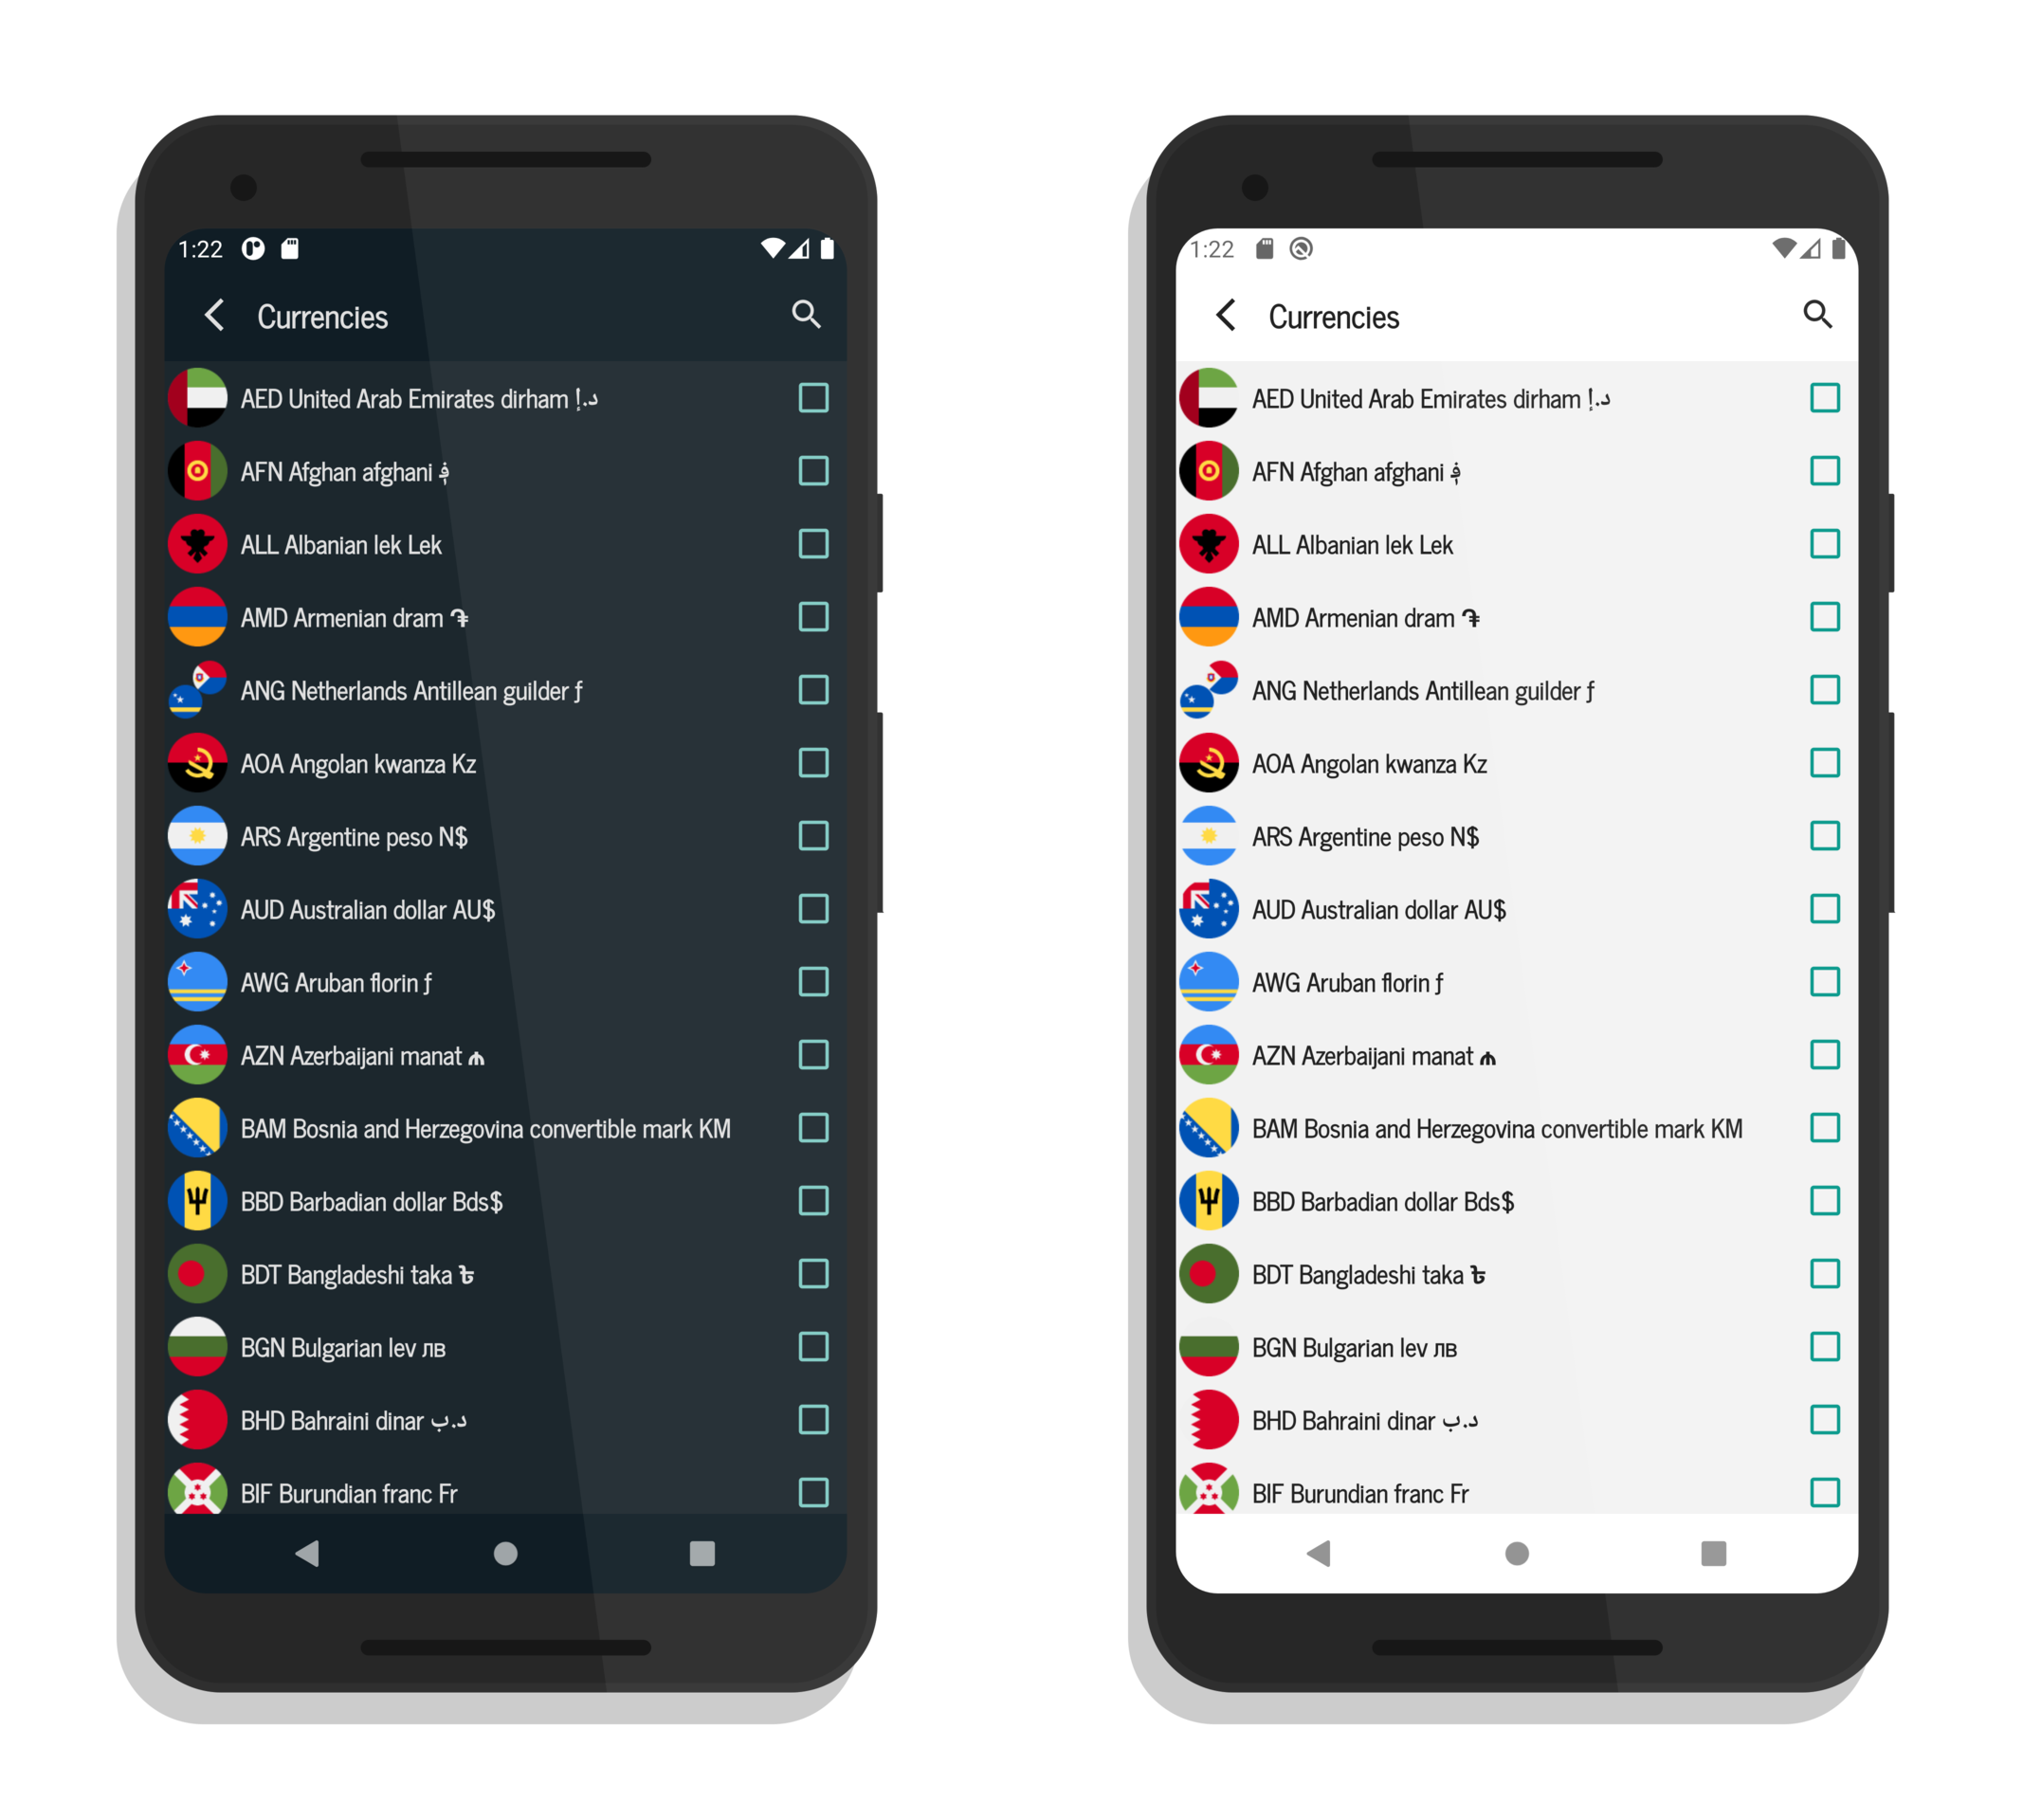 1:22
Currencies
AED United Arab Emirates dirham د.إ
AFN Afghan afghani ؋
ALL Albanian lek Lek
AMD Armenian dram ֏
ANG Netherlands Antillean guilder ƒ
AOA Angolan kwanza Kz
ARS Argentine peso N$
AUD Australian dollar AU$
AWG Aruban florin ƒ
AZN Azerbaijani manat ₼
BAM Bosnia and Herzegovina convertible mark KM
BBD Barbadian dollar Bds$
BDT Bangladeshi taka ৳
BGN Bulgarian lev лв
BHD Bahraini dinar د.ب
BIF Burundian franc Fr
1:22
Currencies
AED United Arab Emirates dirham د.إ
AFN Afghan afghani ؋
ALL Albanian lek Lek
AMD Armenian dram ֏
ANG Netherlands Antillean guilder ƒ
AOA Angolan kwanza Kz
ARS Argentine peso N$
AUD Australian dollar AU$
AWG Aruban florin ƒ
AZN Azerbaijani manat ₼
BAM Bosnia and Herzegovina convertible mark KM
BBD Barbadian dollar Bds$
BDT Bangladeshi taka ৳
BGN Bulgarian lev лв
BHD Bahraini dinar د.ب
BIF Burundian franc Fr